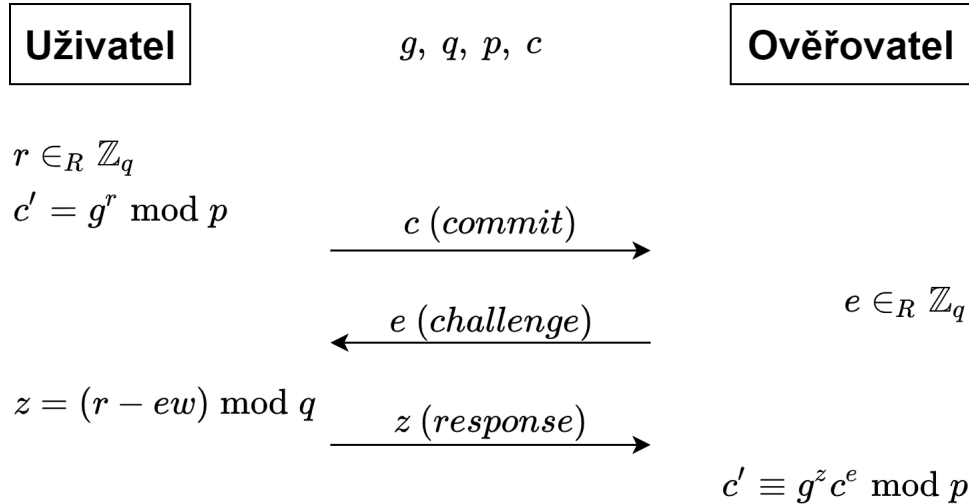 Uživatel
g, q, p, c
Ověřovatel
r ∈_R ℤ_q
c′ = g^r mod p
c (commit)
e ∈_R ℤ_q
e (challenge)
z = (r − ew) mod q
z (response)
c′ ≡ g^z c^e mod p